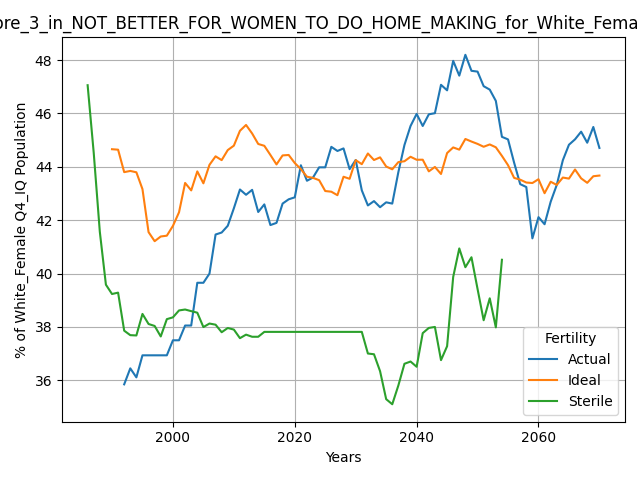 ore_3_in_NOT_BETTER_FOR_WOMEN_TO_DO_HOME_MAKING_for_White_Fema
% of White_Female Q4_IQ Population
48
46
44
42
40
38
36
2000
2020
2040
2060
Years
Fertility
Actual
Ideal
Sterile